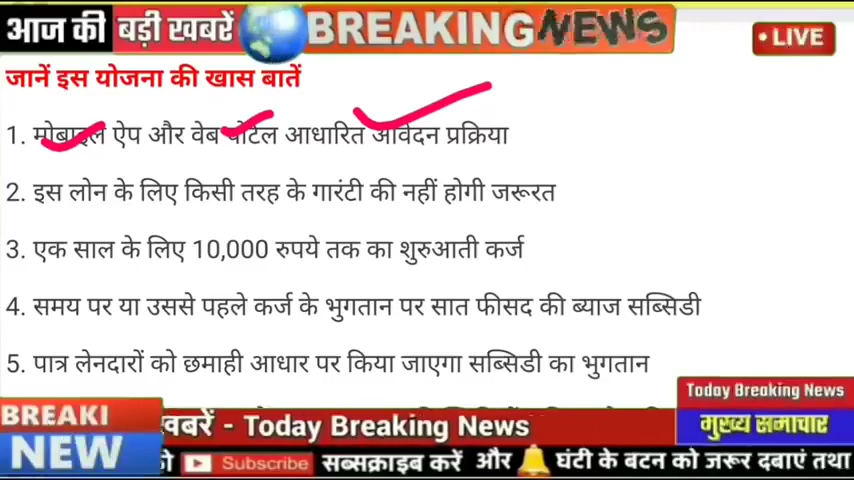 आज की बड़ी खबरें BREAKING NEWS • LIVE
जानें इस योजना की खास बातें
1. मोबाइल ऐप और वेब पोर्टल आधारित आवेदन प्रक्रिया
2. इस लोन के लिए किसी तरह के गारंटी की नहीं होगी जरूरत
3. एक साल के लिए 10,000 रुपये तक का शुरुआती कर्ज
4. समय पर या उससे पहले कर्ज के भुगतान पर सात फीसद की ब्याज सब्सिडी
5. पात्र लेनदारों को छमाही आधार पर किया जाएगा सब्सिडी का भुगतान
Today Breaking News
BREAKI खबरें - Today Breaking News मुख्य समाचार
NEW Subscribe सब्सक्राइब करें और घंटी के बटन को जरूर दबाएं तथा